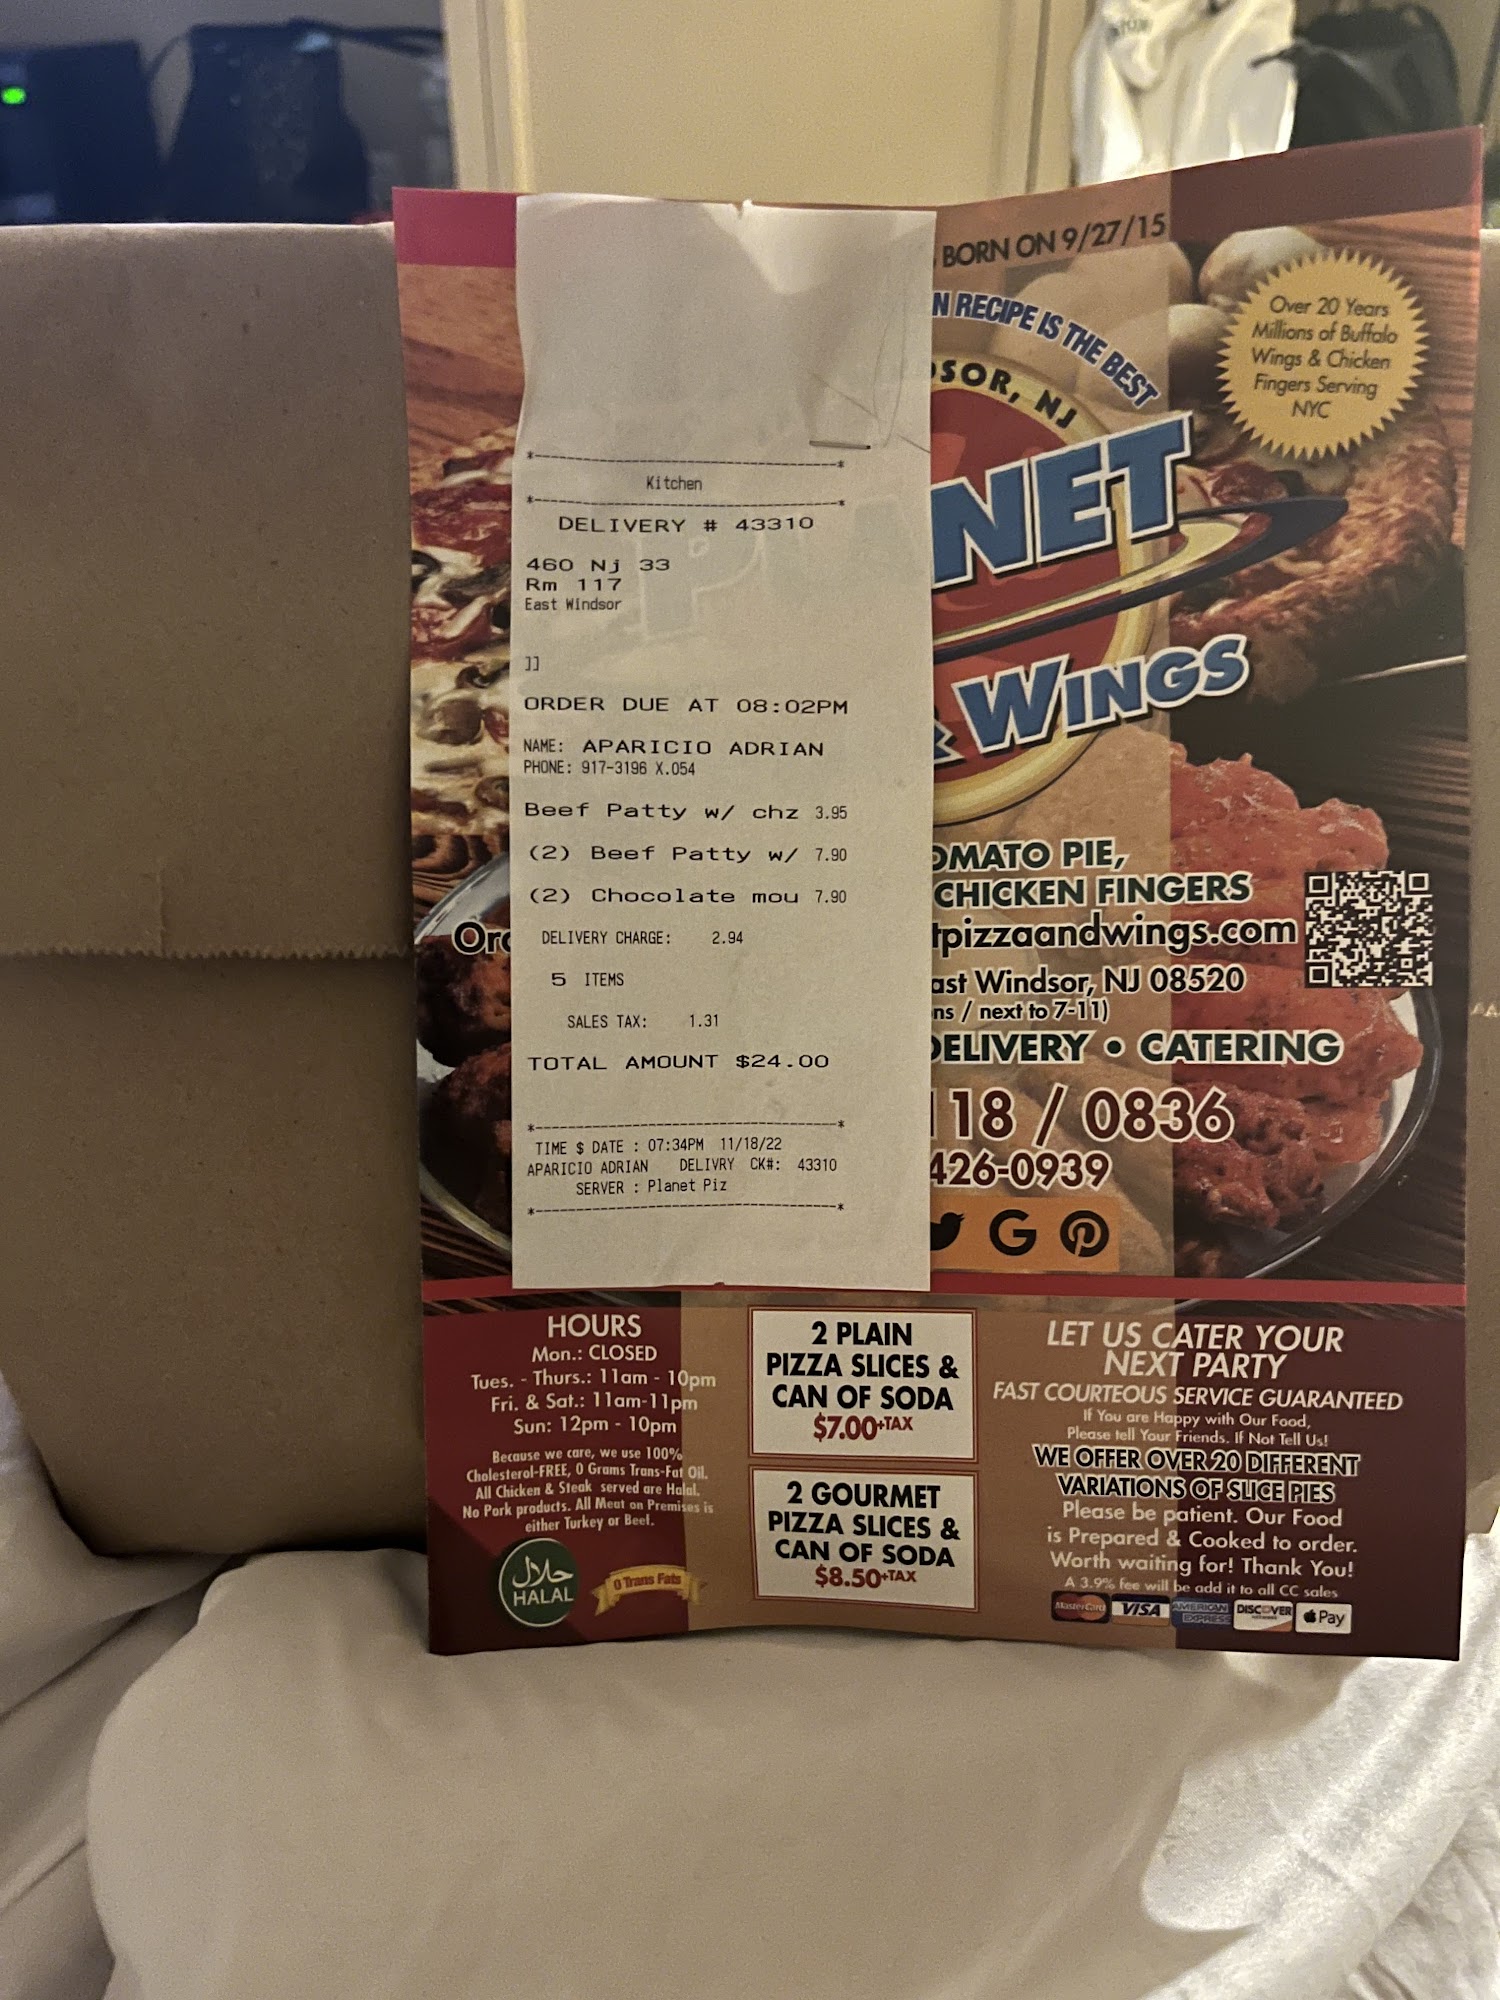 *--------------------------------------*
Kitchen
*--------------------------------------*
DELIVERY # 43310
460 Nj 33
Rm 117
East Windsor
]]
ORDER DUE AT 08:02PM
NAME: APARICIO ADRIAN
PHONE: 917-3196 X.054
Beef Patty w/ chz 3.95
(2) Beef Patty w/ 7.90
(2) Chocolate mou 7.90
DELIVERY CHARGE: 2.94
5 ITEMS
SALES TAX: 1.31
TOTAL AMOUNT $24.00
*--------------------------------------*
TIME $ DATE : 07:34PM 11/18/22
APARICIO ADRIAN DELIVRY CK#: 43310
SERVER : Planet Piz
*--------------------------------------*
BORN ON 9/27/15
N RECIPE IS THE BEST
DSOR, NJ
NET
& WINGS
Over 20 Years
Millions of Buffalo
Wings & Chicken
Fingers Serving
NYC
OMATO PIE,
CHICKEN FINGERS
Ord
tpizzaandwings.com
ast Windsor, NJ 08520
ns / next to 7-11)
DELIVERY • CATERING
118 / 0836
426-0939
HOURS
Mon.: CLOSED
Tues. - Thurs.: 11am - 10pm
Fri. & Sat.: 11am-11pm
Sun: 12pm - 10pm
Because we care, we use 100%
Cholesterol-FREE, 0 Grams Trans-Fat Oil.
All Chicken & Steak served are Halal.
No Pork products. All Meat on Premises is
either Turkey or Beef.
حلال
HALAL
0 Trans Fats
2 PLAIN
PIZZA SLICES &
CAN OF SODA
$7.00+TAX
2 GOURMET
PIZZA SLICES &
CAN OF SODA
$8.50+TAX
LET US CATER YOUR
NEXT PARTY
FAST COURTEOUS SERVICE GUARANTEED
If You are Happy with Our Food,
Please tell Your Friends. If Not Tell Us!
WE OFFER OVER 20 DIFFERENT
VARIATIONS OF SLICE PIES
Please be patient. Our Food
is Prepared & Cooked to order.
Worth waiting for! Thank You!
A 3.9% fee will be add it to all CC sales
MasterCard VISA AMERICAN EXPRESS DISCOVER Pay